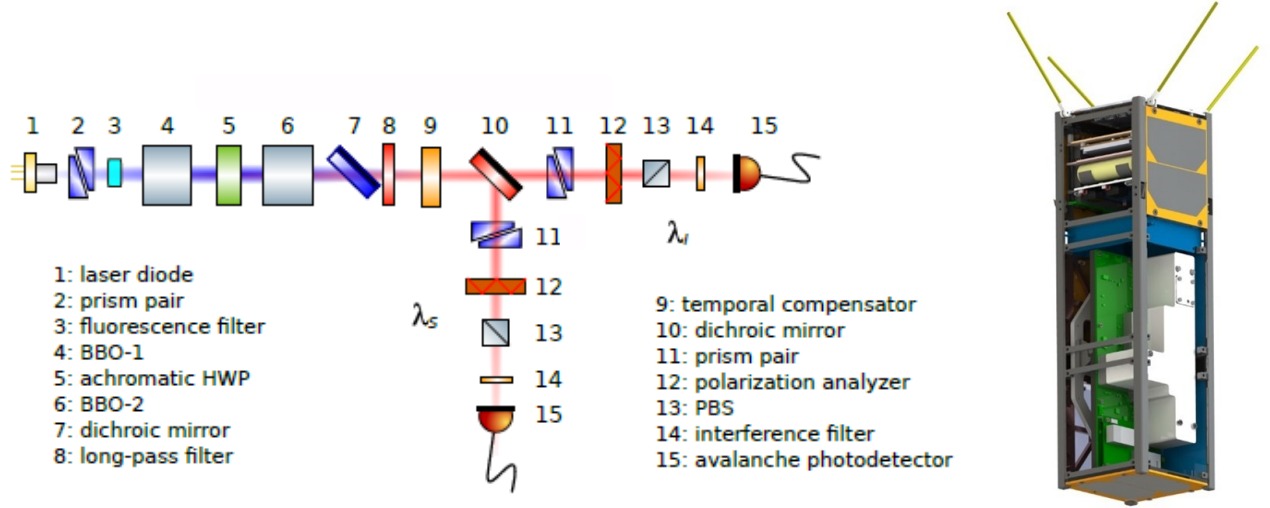 1 2 3 4 5 6 7 8 9 10 11 12 13 14 15
λI
11
12
λS
13
14
15
1: laser diode
2: prism pair
3: fluorescence filter
4: BBO-1
5: achromatic HWP
6: BBO-2
7: dichroic mirror
8: long-pass filter
9: temporal compensator
10: dichroic mirror
11: prism pair
12: polarization analyzer
13: PBS
14: interference filter
15: avalanche photodetector